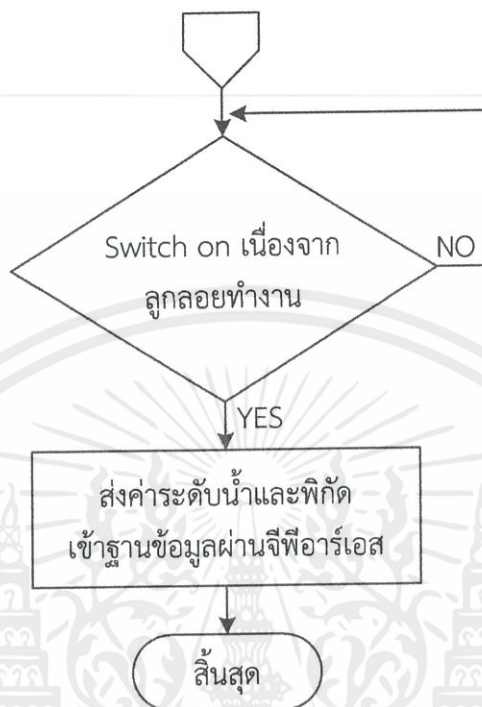 Switch on เนื่องจาก
ลูกลอยทำงาน
NO
YES
ส่งค่าระดับน้ำและพิกัด
เข้าฐานข้อมูลผ่านจีพีอาร์เอส
สิ้นสุด